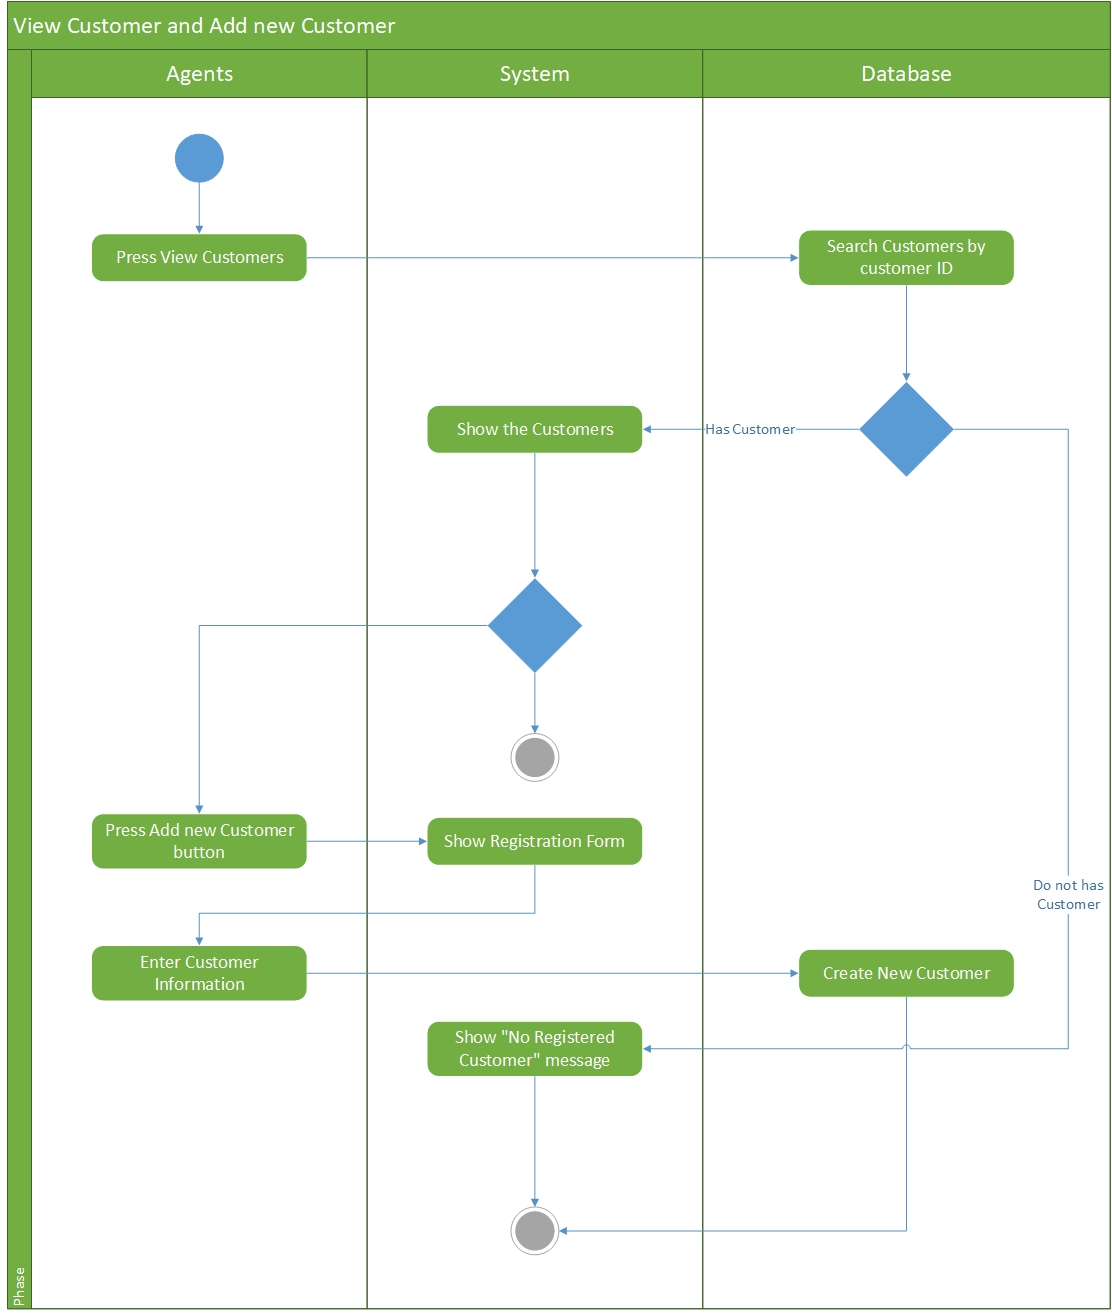 View Customer and Add new Customer
Agents
System
Database
Press View Customers
Search Customers by
customer ID
Show the Customers
Has Customer
Press Add new Customer
button
Show Registration Form
Do not has
Customer
Enter Customer
Information
Create New Customer
Show "No Registered
Customer" message
Phase